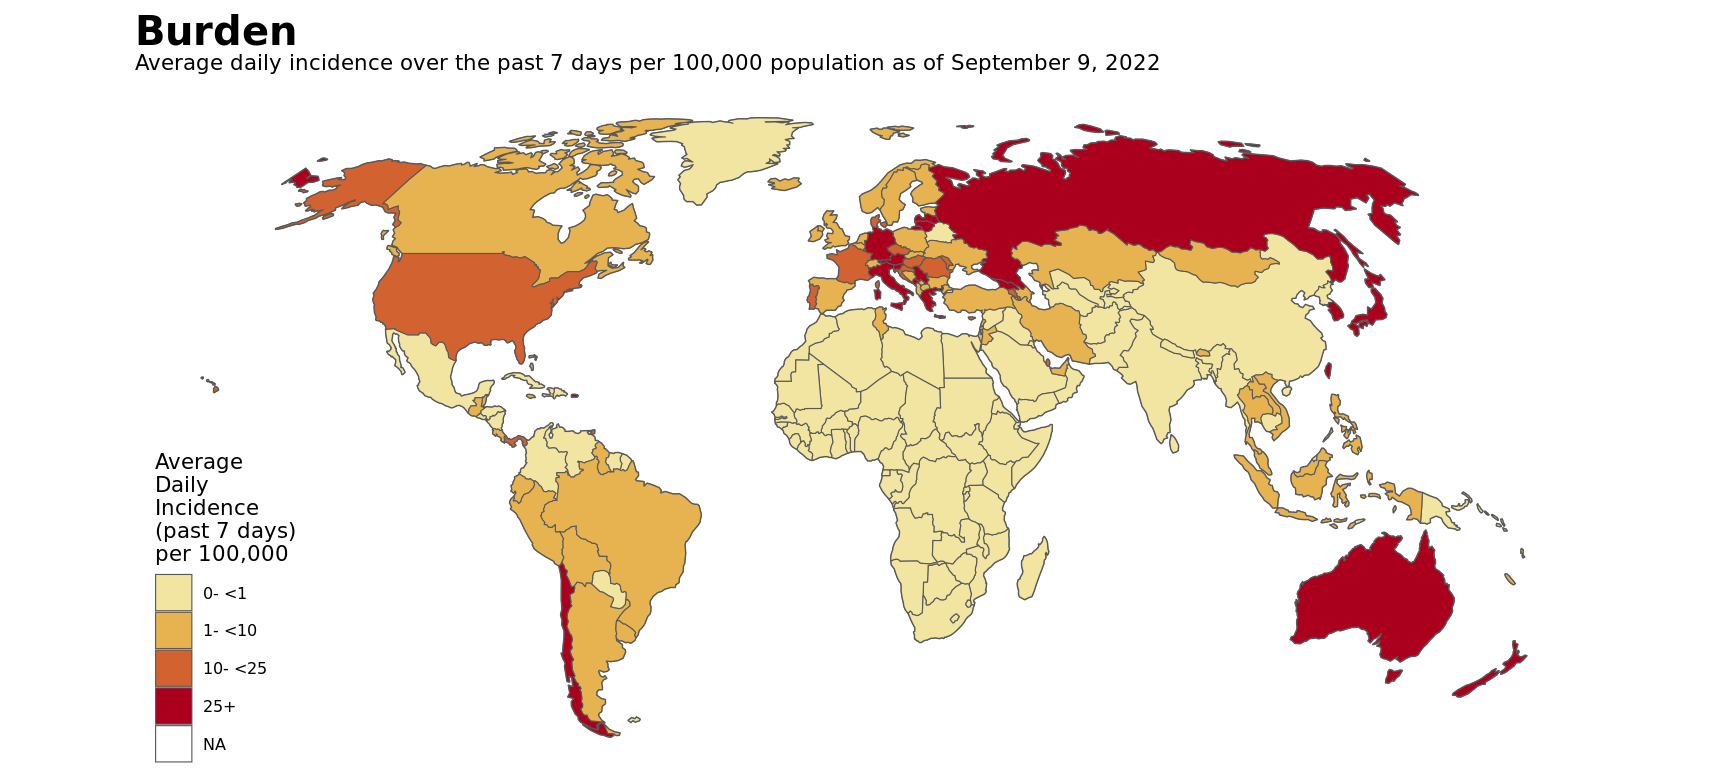 Burden
Average daily incidence over the past 7 days per 100,000 population as of September 9, 2022
Average
Daily
Incidence
(past 7 days)
per 100,000
0- <1
1- <10
10- <25
25+
NA